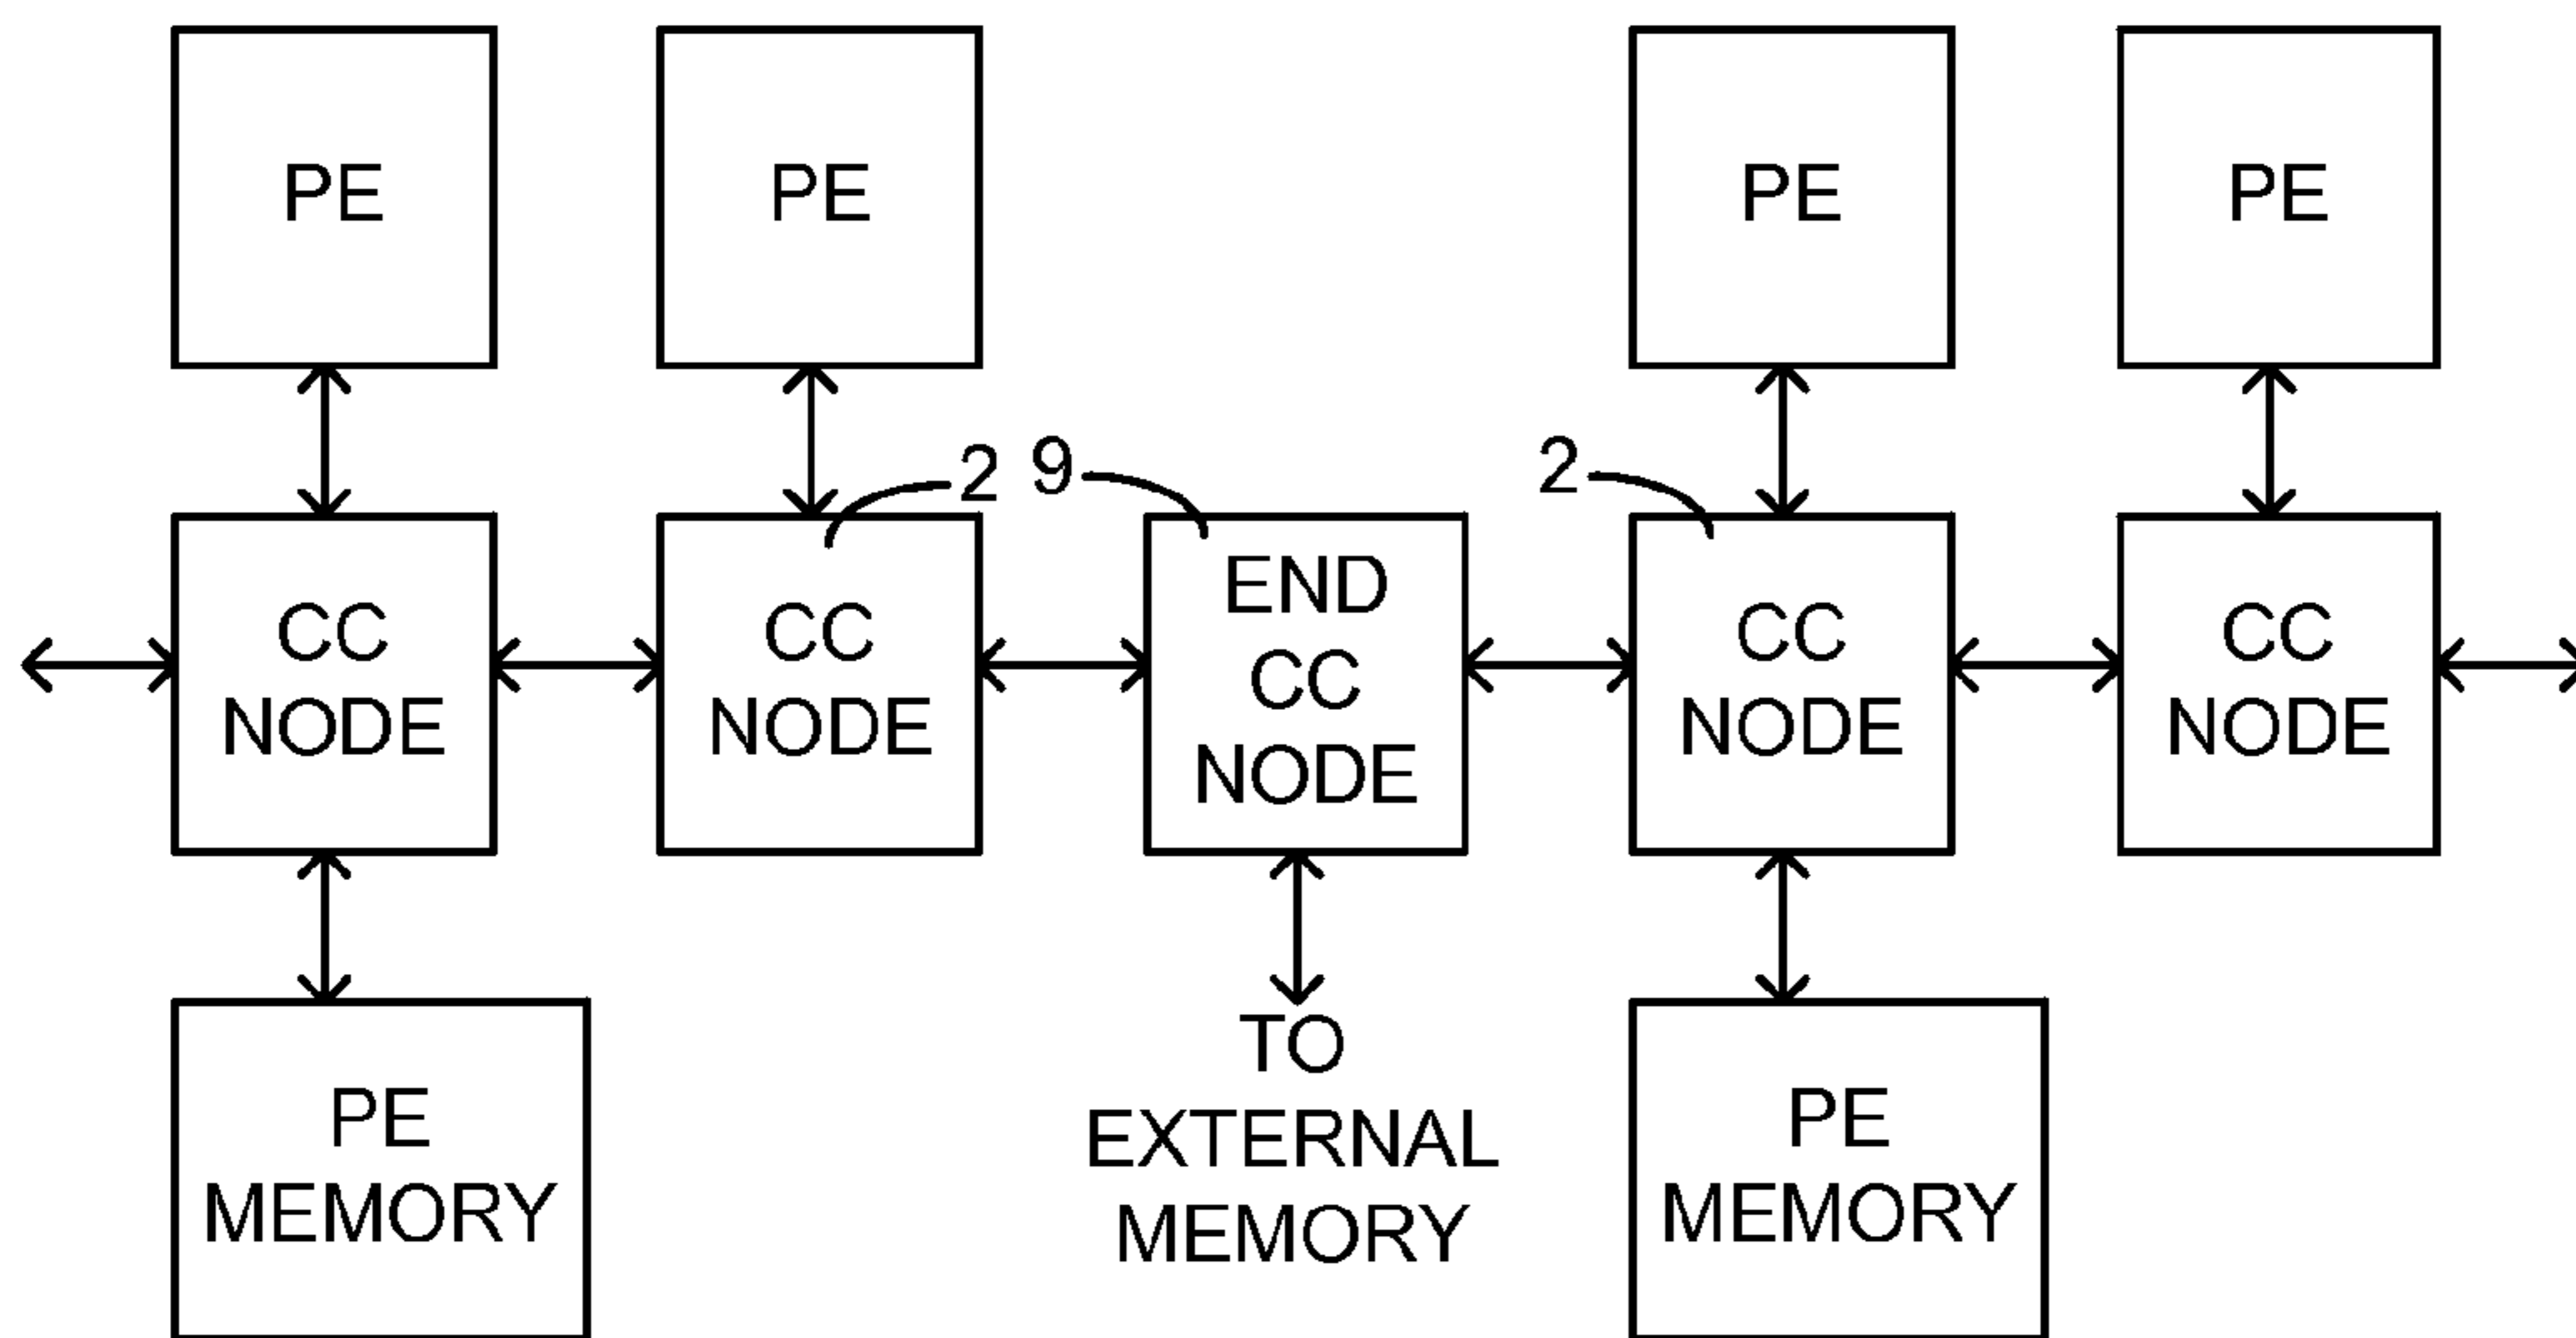 PE
PE
PE
PE
2
9
2
CC
NODE
CC
NODE
END
CC
NODE
CC
NODE
CC
NODE
PE
MEMORY
TO
EXTERNAL
MEMORY
PE
MEMORY